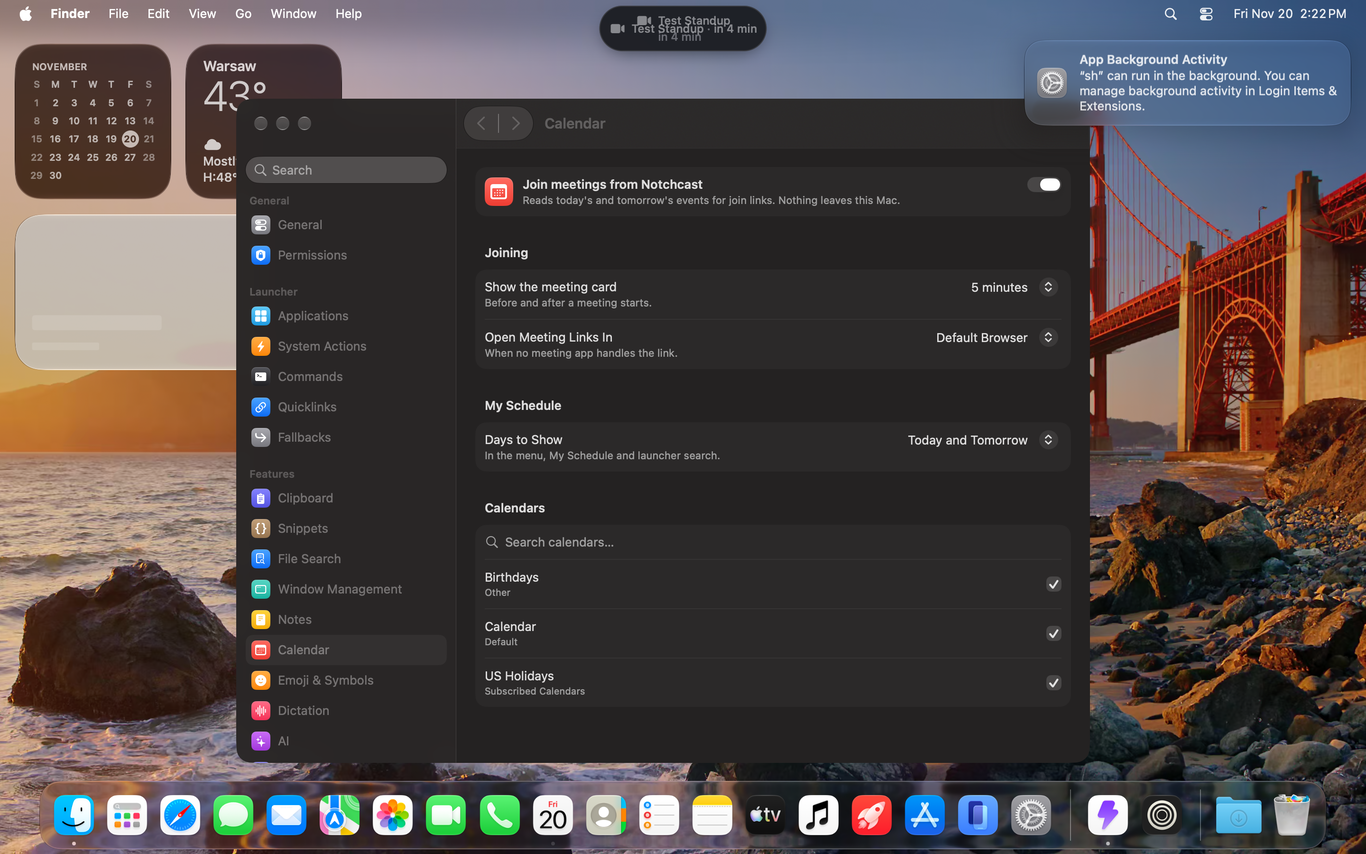 Finder File Edit View Go Window Help
Fri Nov 20 2:22 PM
Test Standup
Test Standup · in 4 min
in 4 min
App Background Activity
“sh” can run in the background. You can
manage background activity in Login Items &
Extensions.
NOVEMBER
S M T W T F S
1 2 3 4 5 6 7
8 9 10 11 12 13 14
15 16 17 18 19 20 21
22 23 24 25 26 27 28
29 30
Warsaw
43°
H:48°
Search
General
General
Permissions
Launcher
Applications
System Actions
Commands
Quicklinks
Fallbacks
Features
Clipboard
Snippets
File Search
Window Management
Notes
Calendar
Emoji & Symbols
Dictation
AI
Calendar
Join meetings from Notchcast
Reads today's and tomorrow's events for join links. Nothing leaves this Mac.
Joining
Show the meeting card
5 minutes
Before and after a meeting starts.
Open Meeting Links In
Default Browser
When no meeting app handles the link.
My Schedule
Days to Show
Today and Tomorrow
In the menu, My Schedule and launcher search.
Calendars
Search calendars...
Birthdays
Other
Calendar
Default
US Holidays
Subscribed Calendars
Fri
20
tv